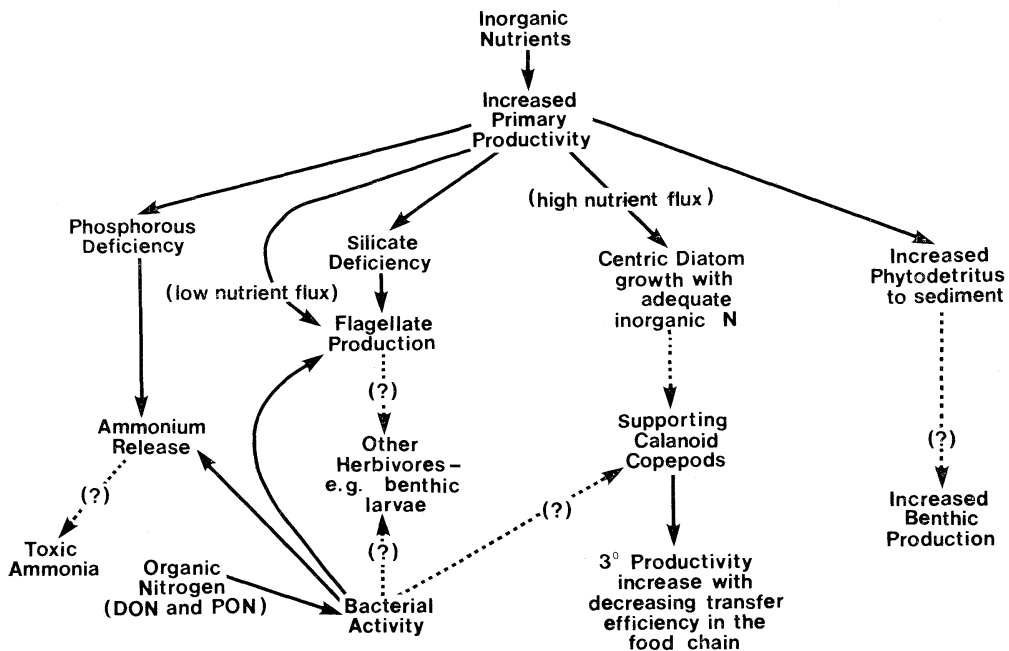 Inorganic
Nutrients
Increased
Primary
Productivity
(high nutrient flux)
Phosphorous
Deficiency
Silicate
Deficiency
Centric Diatom
growth with
adequate
inorganic N
Increased
Phytodetritus
to sediment
(low nutrient flux)
Flagellate
Production
(?)
Ammonium
Release
Other
Herbivores –
e.g. benthic
larvae
Supporting
Calanoid
Copepods
(?)
(?)
(?)
(?)
Increased
Benthic
Production
Toxic
Ammonia
Organic
Nitrogen
(DON and PON)
Bacterial
Activity
3° Productivity
increase with
decreasing transfer
efficiency in the
food chain